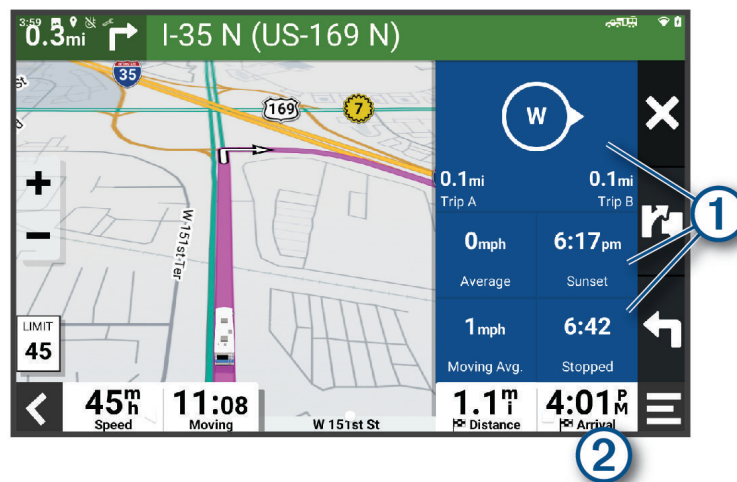 3:59
0.3mi
I-35 N (US-169 N)
St
35
169
7
W
0.1mi
0.1mi
Trip A
Trip B
1
+
−
W 151st Ter
0mph
6:17pm
Average
Sunset
LIMIT
45
1mph
6:42
Moving Avg.
Stopped
45mh
11:08
1.1mi
4:01PM
Speed
Moving
W 151st St
Distance
Arrival
2